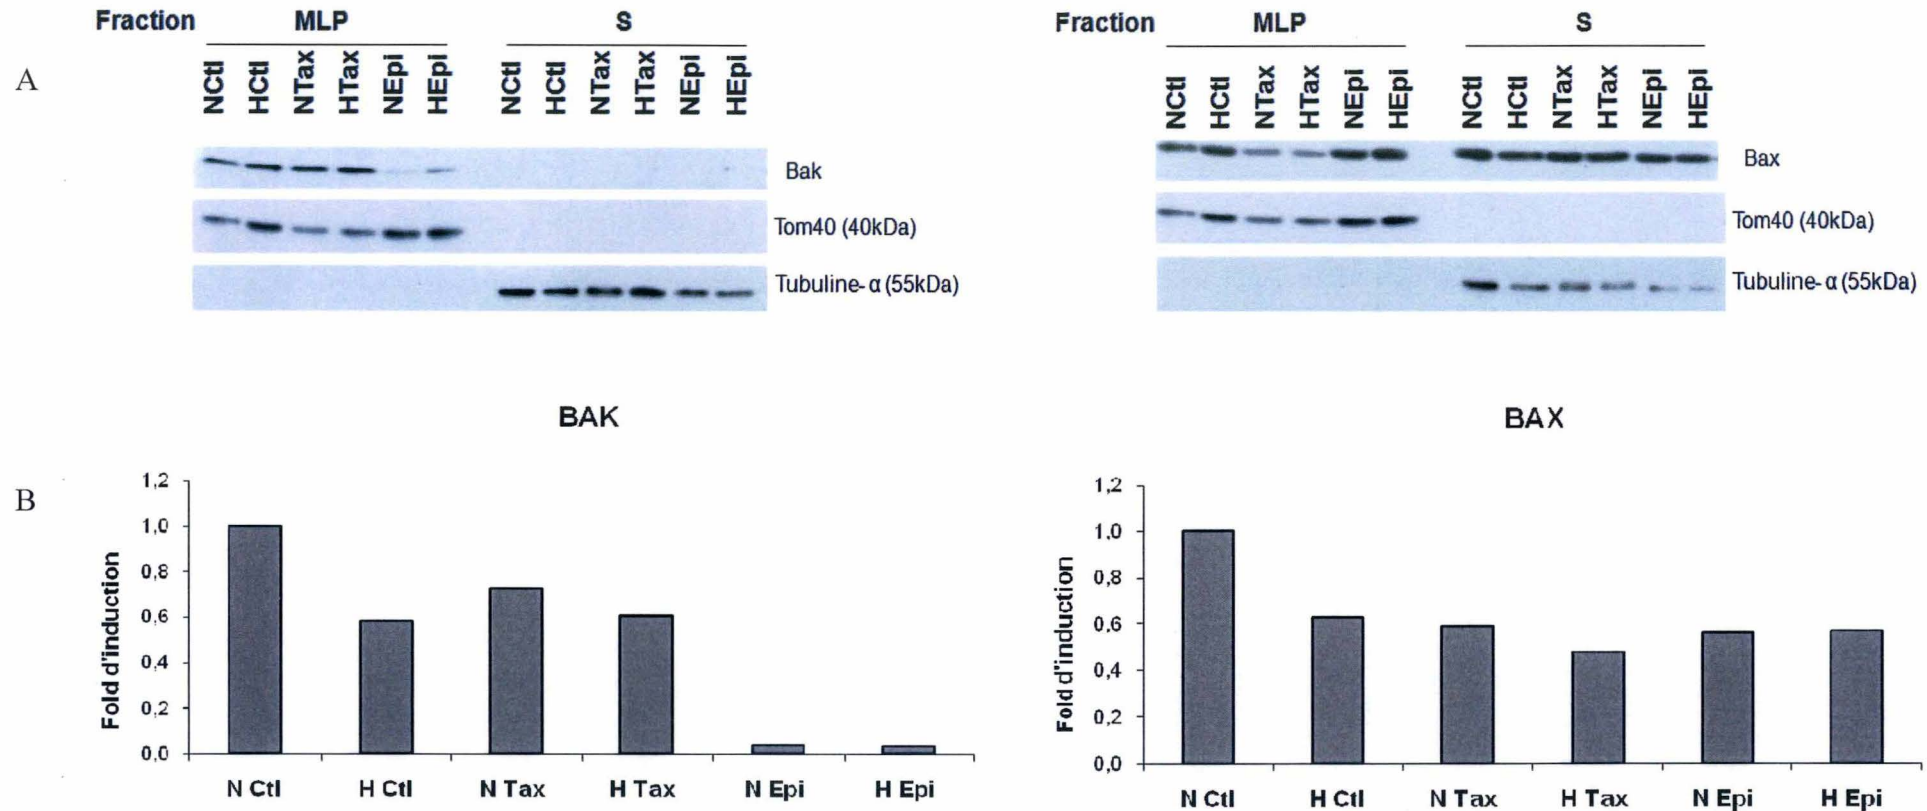 A
Fraction MLP S
NCtl HCtl NTax HTax NEpi HEpi NCtl HCtl NTax HTax NEpi HEpi
Bak
Tom40 (40kDa)
Tubuline-α (55kDa)
Fraction MLP S
NCtl HCtl NTax HTax NEpi HEpi NCtl HCtl NTax HTax NEpi HEpi
Bax
Tom40 (40kDa)
Tubuline-α (55kDa)
B
BAK
Fold d'induction
1,2
1,0
0,8
0,6
0,4
0,2
0,0
N Ctl H Ctl N Tax H Tax N Epi H Epi
BAX
Fold d'induction
1,2
1,0
0,8
0,6
0,4
0,2
0,0
N Ctl H Ctl N Tax H Tax N Epi H Epi